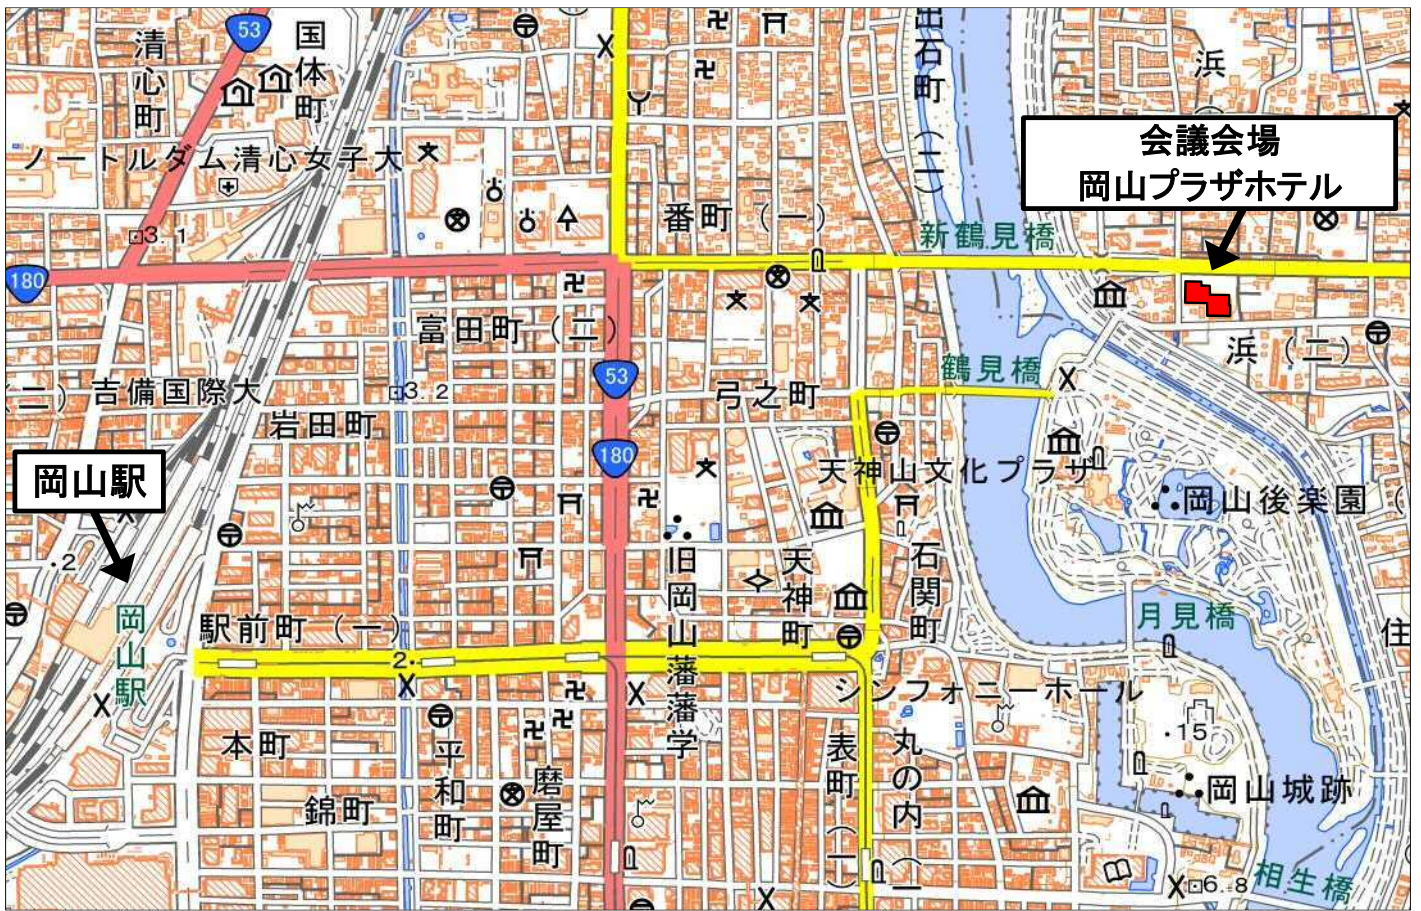 53
清心町
国体町
出石町(二)
浜
会議会場
岡山プラザホテル
ノートルダム清心女子大
番町(一)
新鶴見橋
3.1
180
富田町(二)
浜(二)
鶴見橋
53
弓之町
(二)
吉備国際大
3.2
岩田町
180
天神山文化プラザ
岡山駅
岡山後楽園(
2
旧岡山藩藩学
天神町
石関町
月見橋
住
岡山駅
駅前町(一)
2
シンフォニーホール
本町
平和町
磨屋町
表町(一)
丸の内(一
15
錦町
岡山城跡
相生橋
6.8